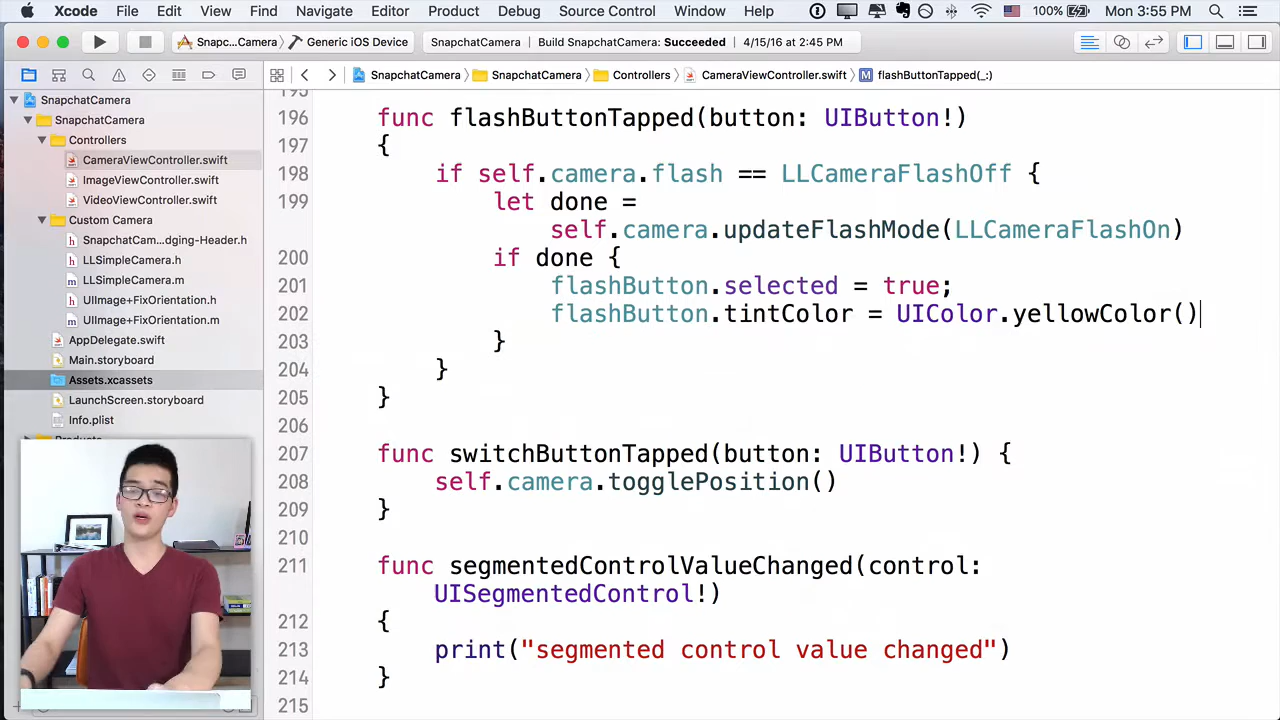 Xcode File Edit View Find Navigate Editor Product Debug Source Control Window Help 100% Mon 3:55 PM
Snapc...Camera Generic iOS Device SnapchatCamera Build SnapchatCamera: Succeeded 4/15/16 at 2:45 PM
SnapchatCamera SnapchatCamera Controllers CameraViewController.swift M flashButtonTapped(_:)
SnapchatCamera
SnapchatCamera
Controllers
CameraViewController.swift
ImageViewController.swift
VideoViewController.swift
Custom Camera
h SnapchatCam...dging-Header.h
h LLSimpleCamera.h
m LLSimpleCamera.m
h UIImage+FixOrientation.h
m UIImage+FixOrientation.m
AppDelegate.swift
Main.storyboard
Assets.xcassets
LaunchScreen.storyboard
Info.plist
Products
195
196 func flashButtonTapped(button: UIButton!)
197 {
198 if self.camera.flash == LLCameraFlashOff {
199 let done =
self.camera.updateFlashMode(LLCameraFlashOn)
200 if done {
201 flashButton.selected = true;
202 flashButton.tintColor = UIColor.yellowColor()
203 }
204 }
205 }
206
207 func switchButtonTapped(button: UIButton!) {
208 self.camera.togglePosition()
209 }
210
211 func segmentedControlValueChanged(control:
UISegmentedControl!)
212 {
213 print("segmented control value changed")
214 }
215